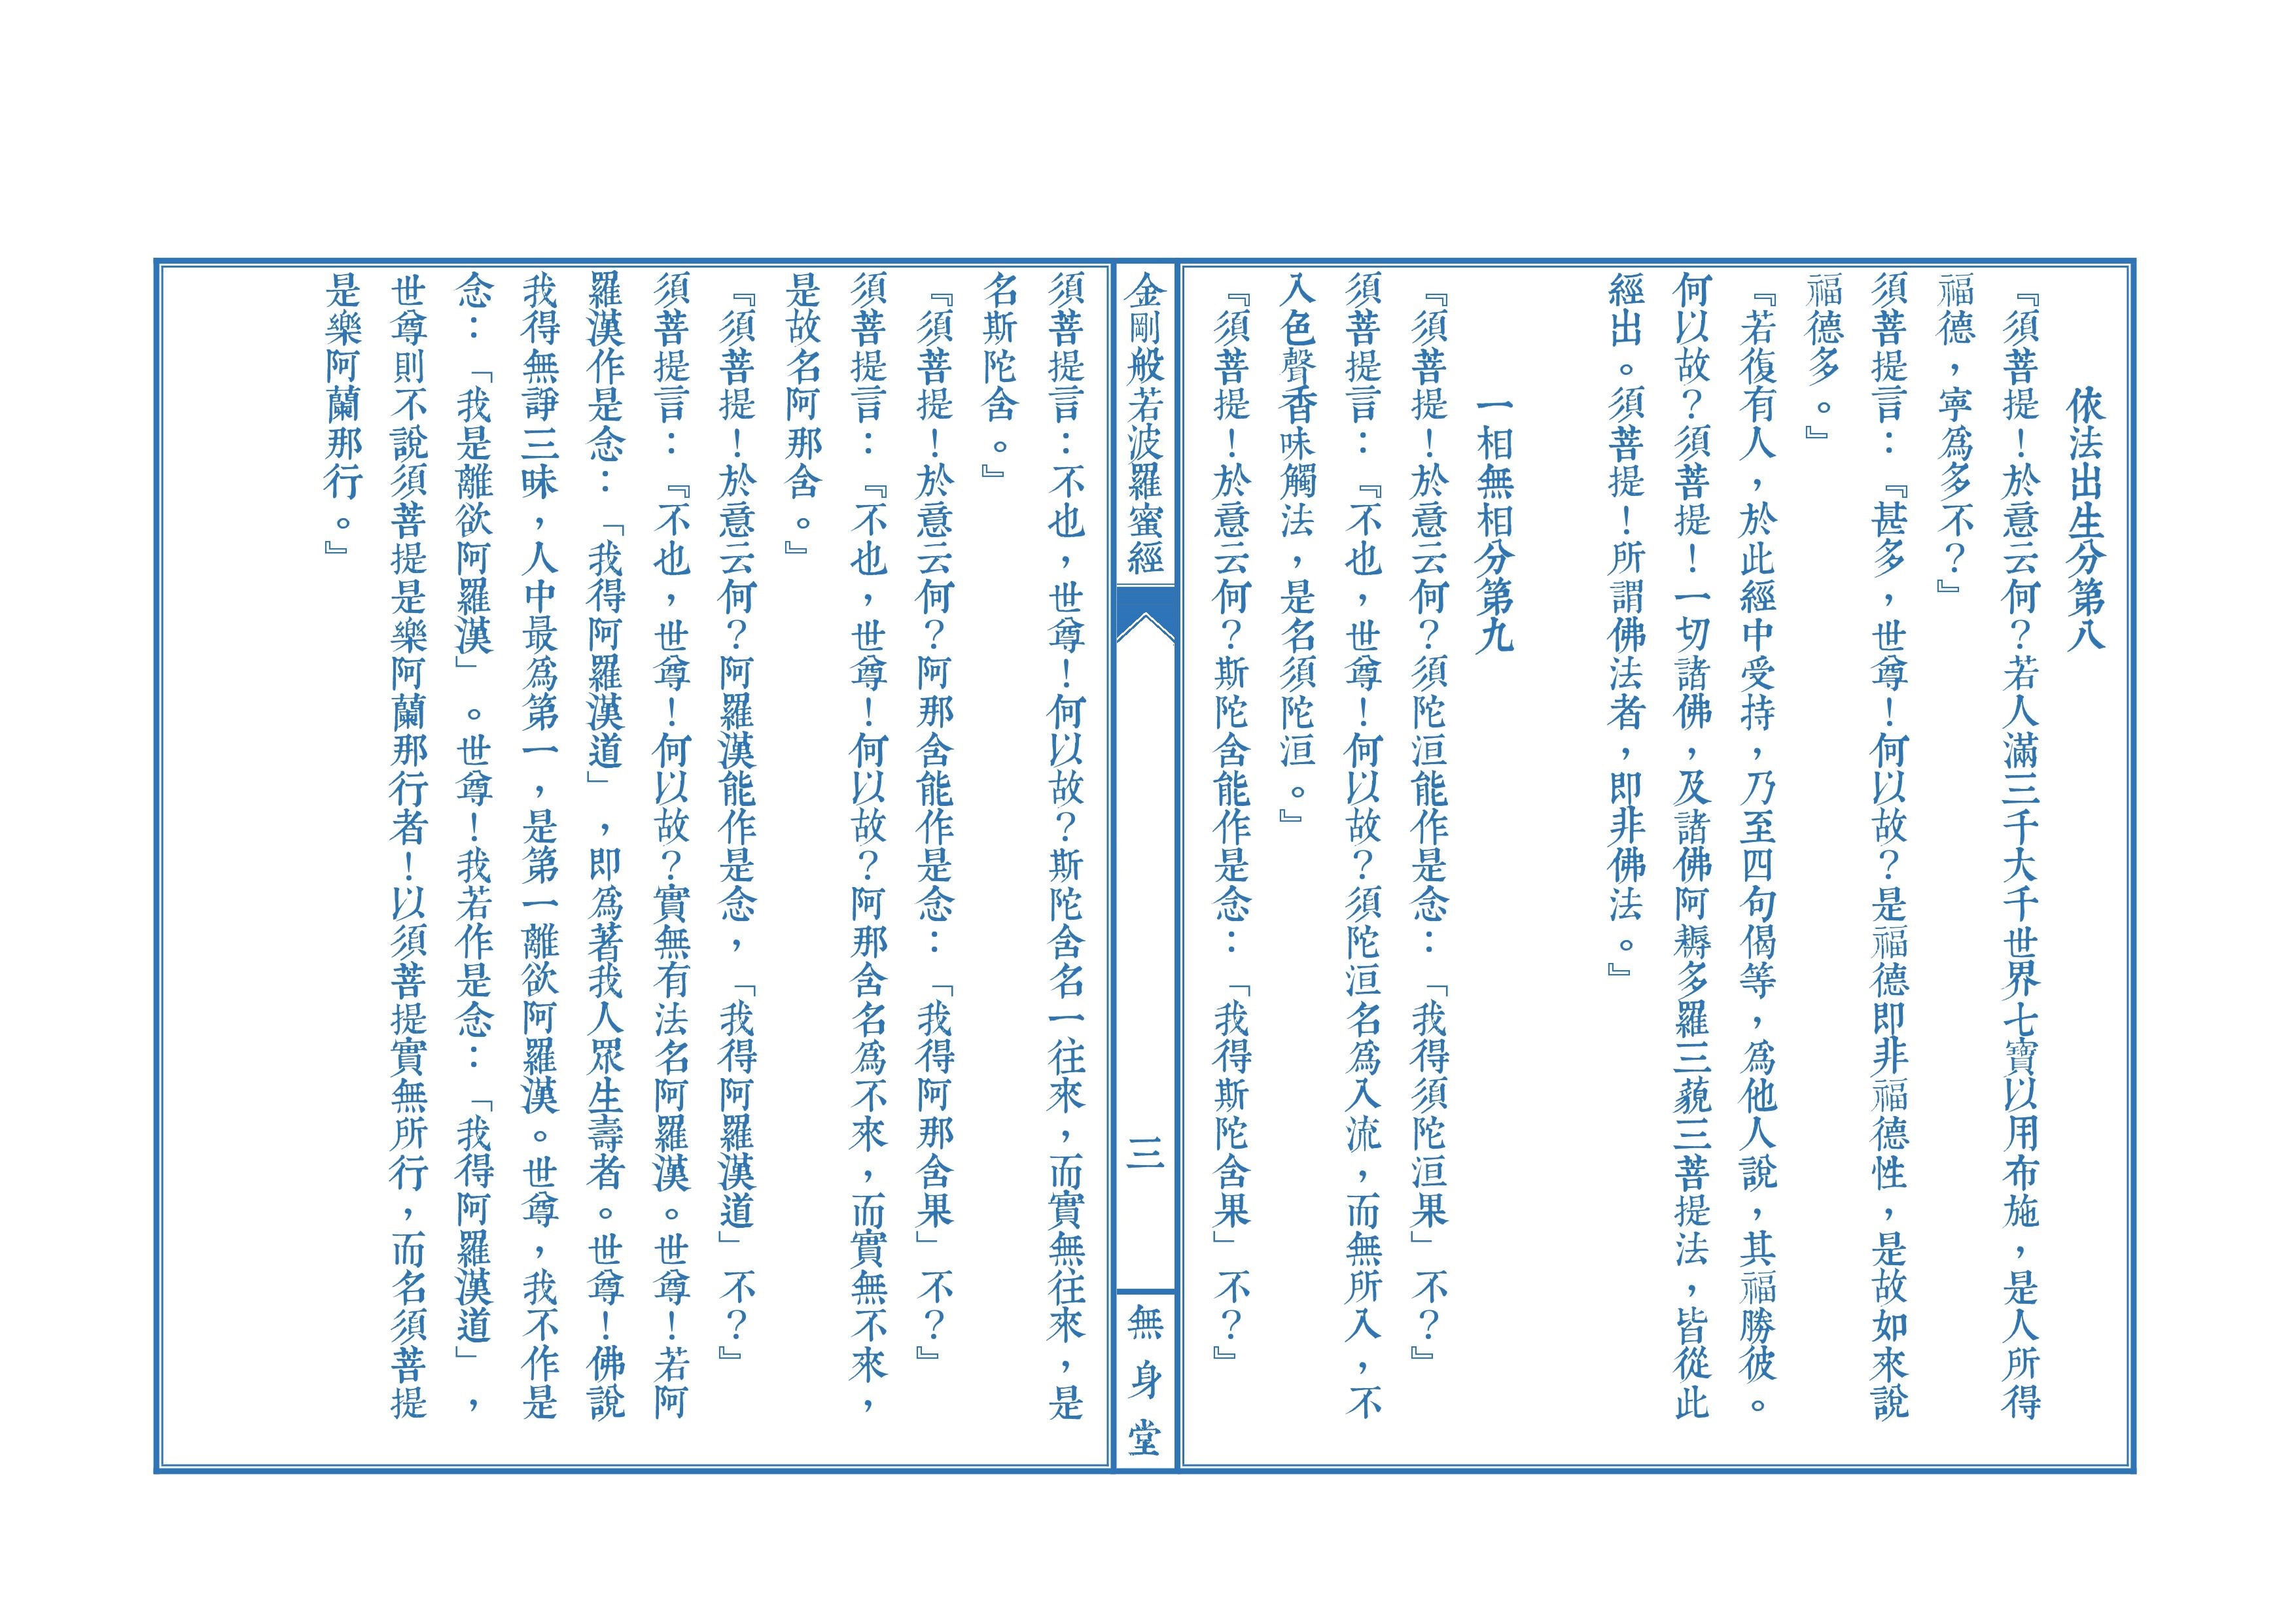 依法出生分第八
『須菩提！於意云何？若人滿三千大千世界七寶以用布施，是人所得
福德，寧為多不？』
須菩提言：『甚多，世尊！何以故？是福德即非福德性，是故如來說
福德多。』
『若復有人，於此經中受持，乃至四句偈等，為他人說，其福勝彼。
何以故？須菩提！一切諸佛，及諸佛阿耨多羅三藐三菩提法，皆從此
經出。須菩提！所謂佛法者，即非佛法。』
一相無相分第九
『須菩提！於意云何？須陀洹能作是念：「我得須陀洹果」不？』
須菩提言：『不也，世尊！何以故？須陀洹名為入流，而無所入，不
入色聲香味觸法，是名須陀洹。』
『須菩提！於意云何？斯陀含能作是念：「我得斯陀含果」不？』
金剛般若波羅蜜經
三
無身堂
須菩提言：不也，世尊！何以故？斯陀含名一往來，而實無往來，是
名斯陀含。』
『須菩提！於意云何？阿那含能作是念：「我得阿那含果」不？』
須菩提言：『不也，世尊！何以故？阿那含名為不來，而實無不來，
是故名阿那含。』
『須菩提！於意云何？阿羅漢能作是念，「我得阿羅漢道」不？』
須菩提言：『不也，世尊！何以故？實無有法名阿羅漢。世尊！若阿
羅漢作是念：「我得阿羅漢道」，即為著我人眾生壽者。世尊！佛說
我得無諍三昧，人中最為第一，是第一離欲阿羅漢。世尊，我不作是
念：「我是離欲阿羅漢」。世尊！我若作是念：「我得阿羅漢道」，
世尊則不說須菩提是樂阿蘭那行者！以須菩提實無所行，而名須菩提
是樂阿蘭那行。』